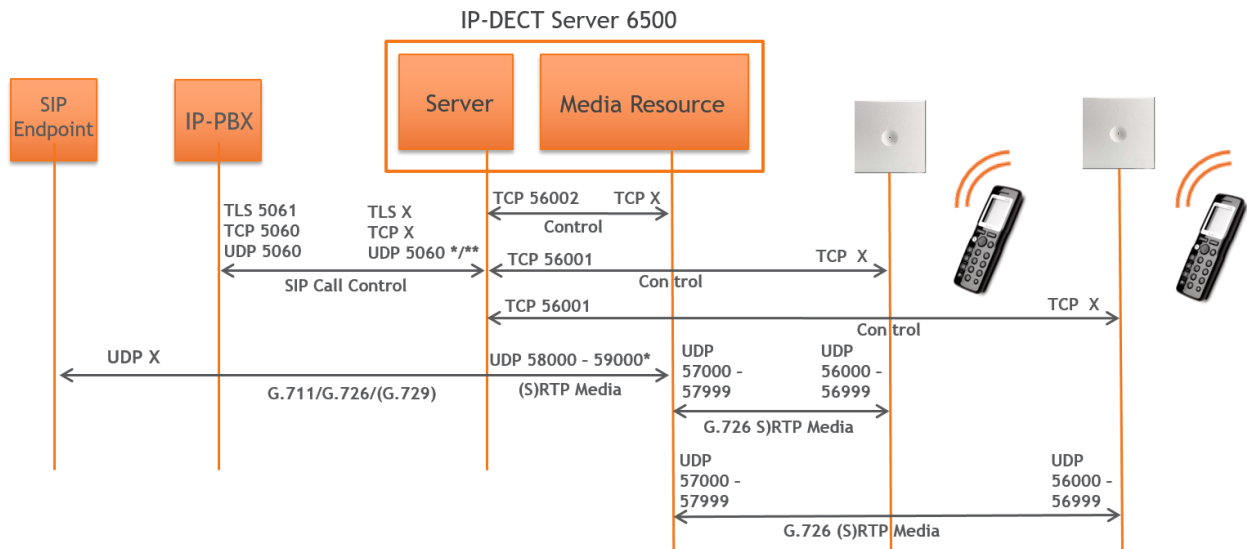 IP-DECT Server 6500
SIP
Endpoint
IP-PBX
Server
Media Resource
TCP 56002
TCP X
Control
TLS 5061
TCP 5060
UDP 5060
TLS X
TCP X
UDP 5060 */**
SIP Call Control
TCP 56001
TCP X
Control
TCP 56001
TCP X
Control
UDP X
UDP 58000 – 59000*
G.711/G.726/(G.729)
(S)RTP Media
UDP
57000 –
57999
UDP
56000 –
56999
G.726 S)RTP Media
UDP
57000 –
57999
UDP
56000 –
56999
G.726 (S)RTP Media